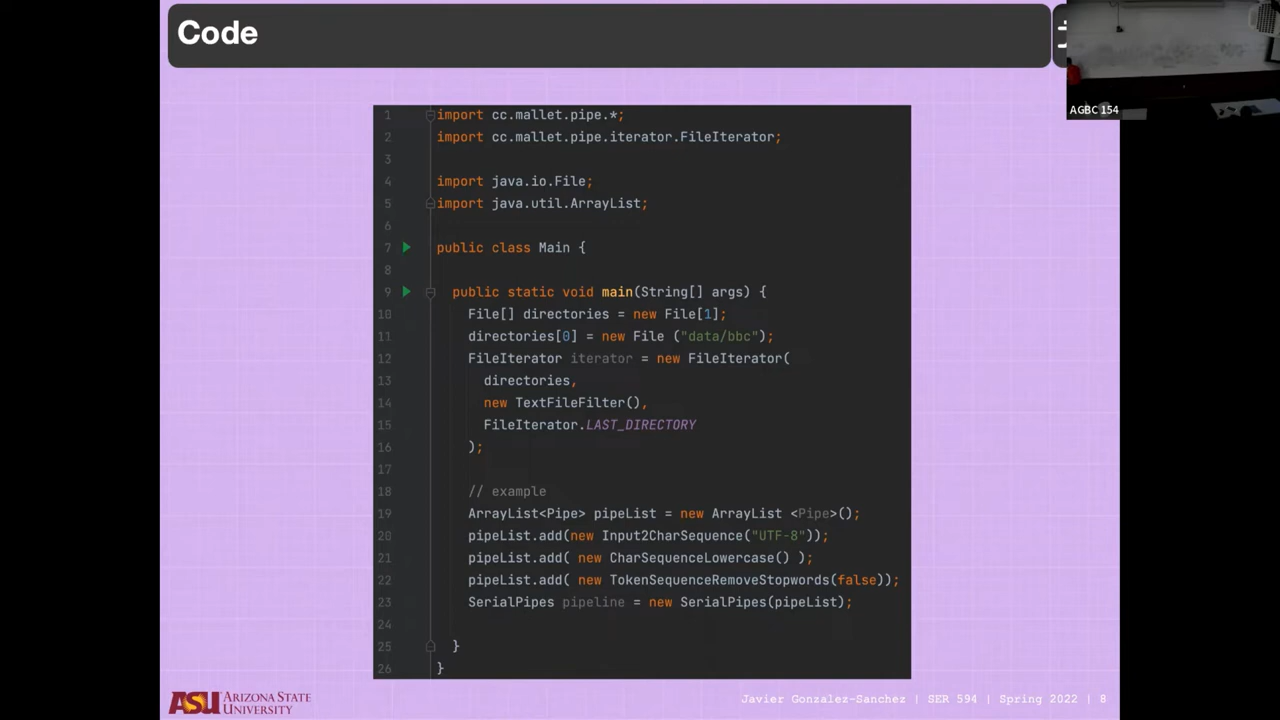 Code
AGBC 154
1 import cc.mallet.pipe.*;
2 import cc.mallet.pipe.iterator.FileIterator;
3
4 import java.io.File;
5 import java.util.ArrayList;
6
7 public class Main {
8
9 public static void main(String[] args) {
10 File[] directories = new File[1];
11 directories[0] = new File ("data/bbc");
12 FileIterator iterator = new FileIterator(
13 directories,
14 new TextFileFilter(),
15 FileIterator.LAST_DIRECTORY
16 );
17
18 // example
19 ArrayList<Pipe> pipeList = new ArrayList <Pipe>();
20 pipeList.add(new Input2CharSequence("UTF-8"));
21 pipeList.add( new CharSequenceLowercase() );
22 pipeList.add( new TokenSequenceRemoveStopwords(false));
23 SerialPipes pipeline = new SerialPipes(pipeList);
24
25 }
26 }
ASU ARIZONA STATE
UNIVERSITY
Javier Gonzalez-Sanchez | SER 594 | Spring 2022 | 8